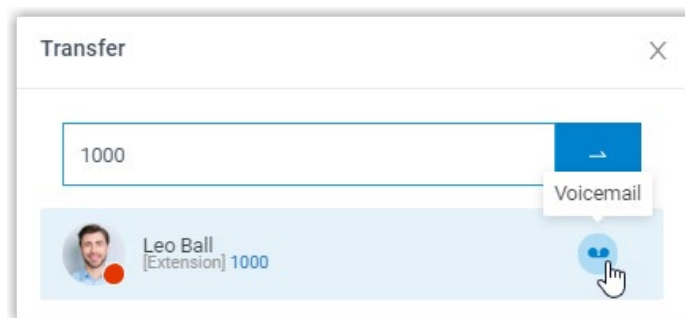 Transfer
1000
Voicemail
Leo Ball
[Extension] 1000